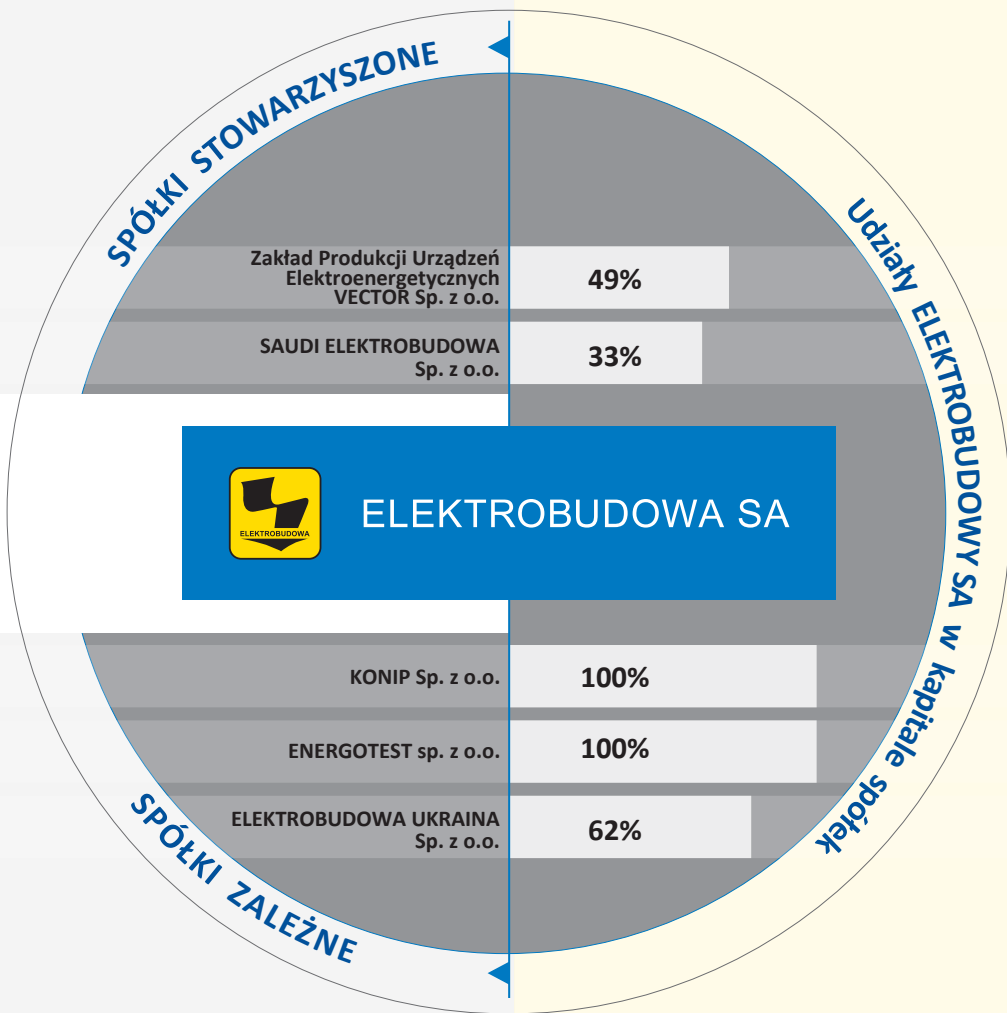 SPÓŁKI STOWARZYSZONE
Udziały ELEKTROBUDOWY SA w kapitale spółek
Zakład Produkcji Urządzeń
Elektroenergetycznych
VECTOR Sp. z o.o.
49%
SAUDI ELEKTROBUDOWA
Sp. z o.o.
33%
ELEKTROBUDOWA
ELEKTROBUDOWA SA
KONIP Sp. z o.o.
100%
ENERGOTEST sp. z o.o.
100%
ELEKTROBUDOWA UKRAINA
Sp. z o.o.
62%
SPÓŁKI ZALEŻNE